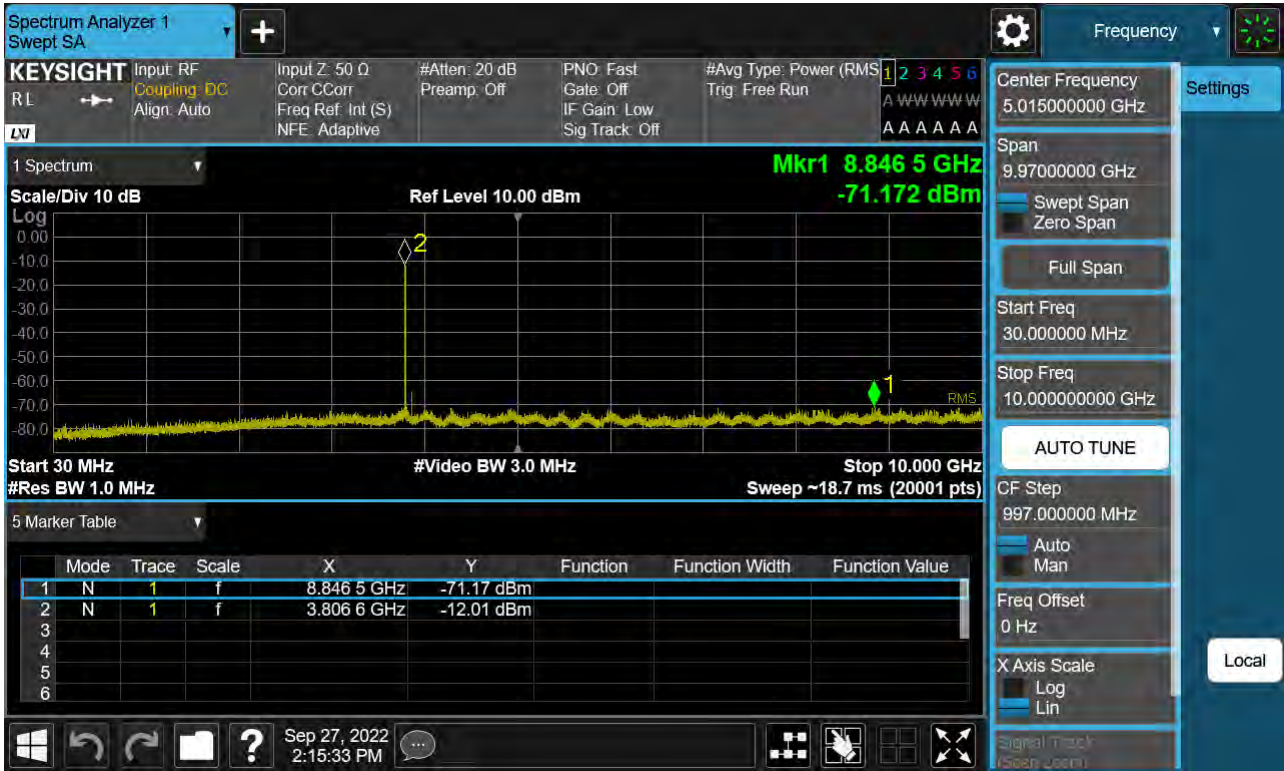 Spectrum Analyzer 1
Swept SA
+
Frequency
KEYSIGHT
RL
LXI
Input: RF
Coupling: DC
Align: Auto
Input Z: 50 Ω
Corr CCorr
Freq Ref: Int (S)
NFE: Adaptive
#Atten: 20 dB
Preamp: Off
PNO: Fast
Gate: Off
IF Gain: Low
Sig Track: Off
#Avg Type: Power (RMS
Trig: Free Run
1 2 3 4 5 6
A W W W W W
A A A A A A
1 Spectrum
Mkr1 8.846 5 GHz
Scale/Div 10 dB
Ref Level 10.00 dBm
-71.172 dBm
Log
0.00
-10.0
-20.0
-30.0
-40.0
-50.0
-60.0
-70.0
-80.0
2
1
RMS
Start 30 MHz
#Video BW 3.0 MHz
Stop 10.000 GHz
#Res BW 1.0 MHz
Sweep ~18.7 ms (20001 pts)
5 Marker Table
Mode Trace Scale X Y Function Function Width Function Value
1 N 1 f 8.846 5 GHz -71.17 dBm
2 N 1 f 3.806 6 GHz -12.01 dBm
3
4
5
6
Sep 27, 2022
2:15:33 PM
?
Center Frequency
5.015000000 GHz
Span
9.97000000 GHz
Swept Span
Zero Span
Full Span
Start Freq
30.000000 MHz
Stop Freq
10.000000000 GHz
AUTO TUNE
CF Step
997.000000 MHz
Auto
Man
Freq Offset
0 Hz
X Axis Scale
Log
Lin
Signal Track
(Span Zoom)
Settings
Local